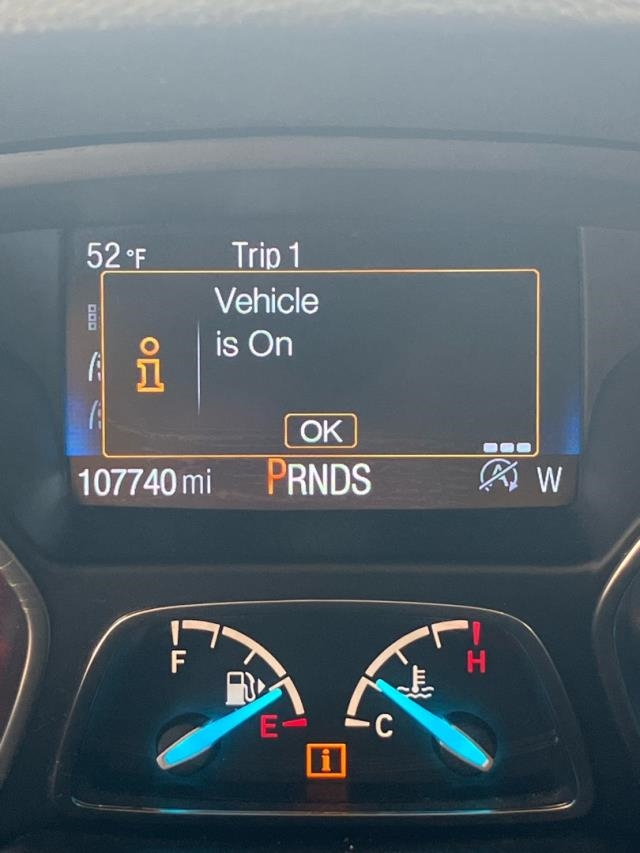 52 °F Trip 1
Vehicle
is On
i
OK
107740 mi PRNDS A W
F H
E C
i